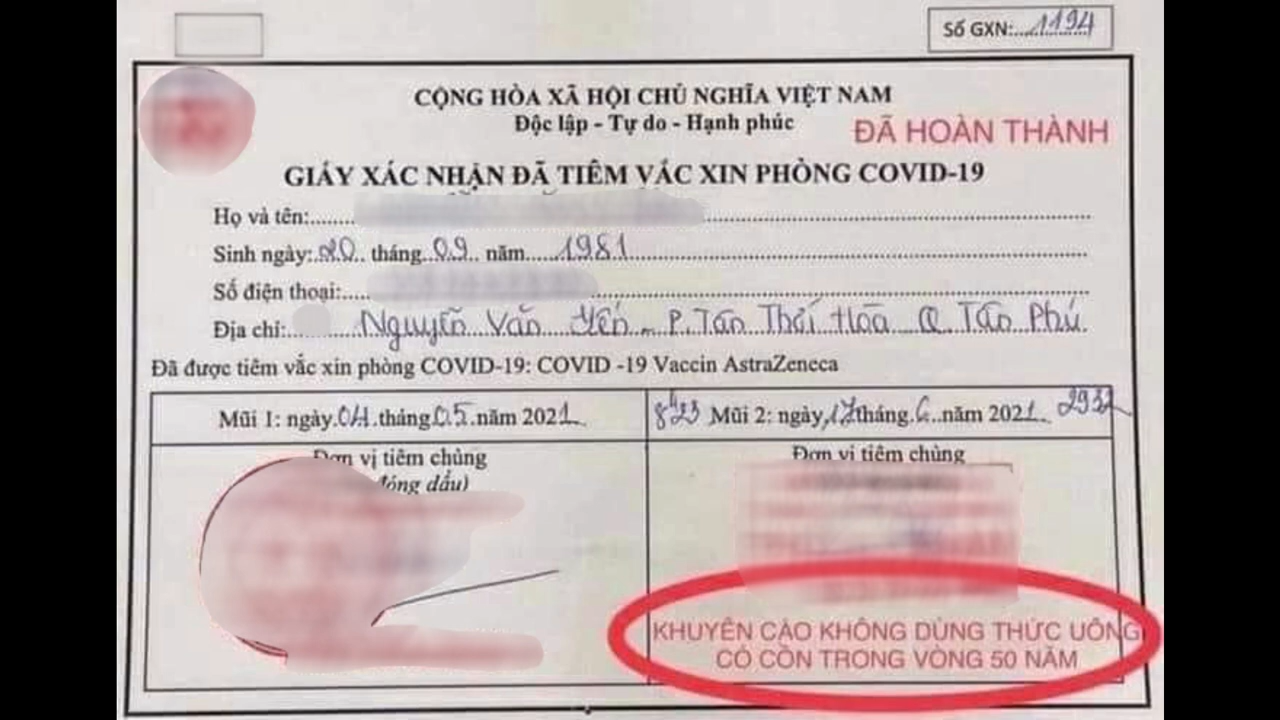 Số GXN:....1194
CỘNG HÒA XÃ HỘI CHỦ NGHĨA VIỆT NAM
Độc lập - Tự do - Hạnh phúc
ĐÃ HOÀN THÀNH
GIẤY XÁC NHẬN ĐÃ TIÊM VẮC XIN PHÒNG COVID-19
Họ và tên:
Sinh ngày: 20 tháng 09 năm 1981
Số điện thoại:
Địa chỉ: Nguyễn Văn Yến - P. Tân Thới Hòa Q. Tân Phú
Đã được tiêm vắc xin phòng COVID-19: COVID -19 Vaccin AstraZeneca
Mũi 1: ngày 04 tháng 05 năm 2021
8h23 Mũi 2: ngày 17 tháng 6 năm 2021
Đơn vị tiêm chủng
đóng dấu)
Đơn vị tiêm chủng
KHUYÊN CÁO KHÔNG DÙNG THỨC UỐNG
CÓ CỒN TRONG VÒNG 50 NĂM